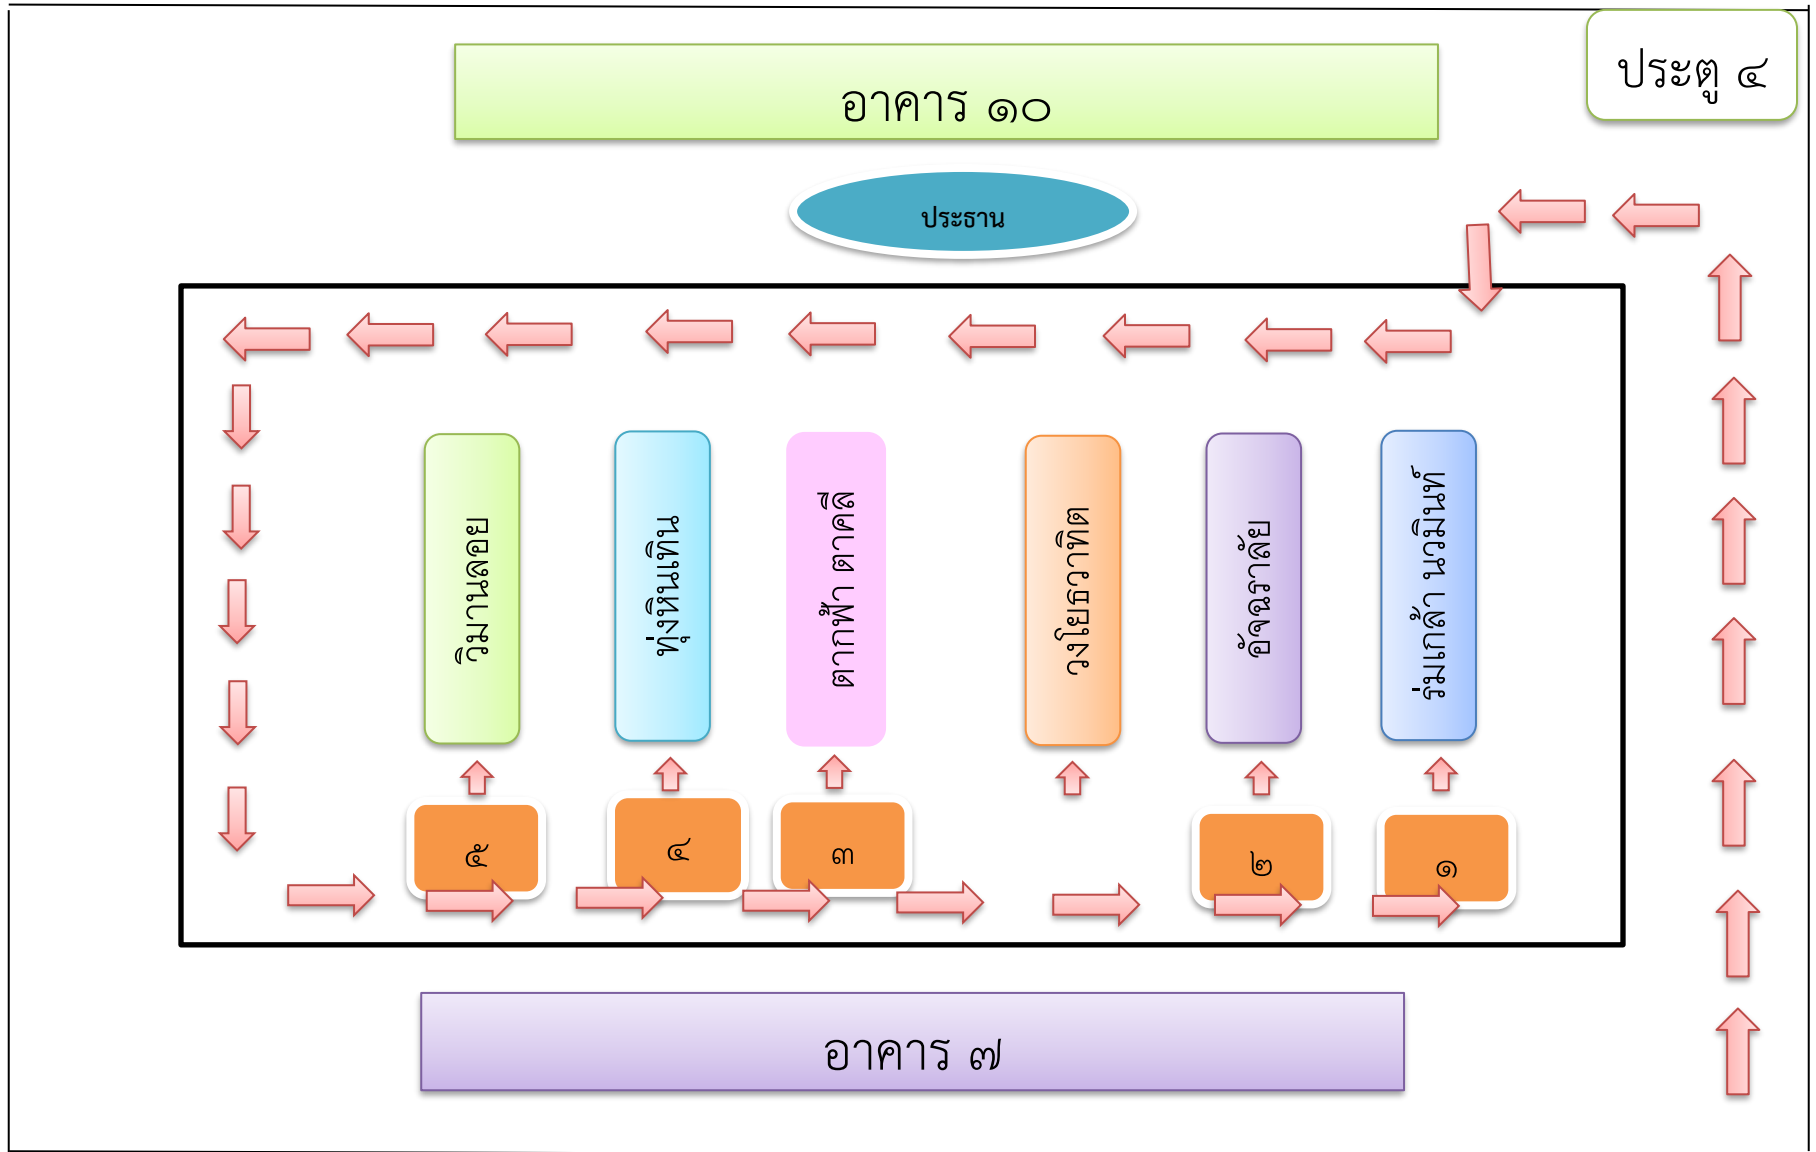 ประตู ๔
อาคาร ๑๐
ประธาน
วิมานลอย
ทุ่งหินเทิน
ตากฟ้า ตาคลี
วงโยธวาทิต
อัจฉราลัย
ร่มเกล้า นวมินท์
๕
๔
๓
๒
๑
อาคาร ๗